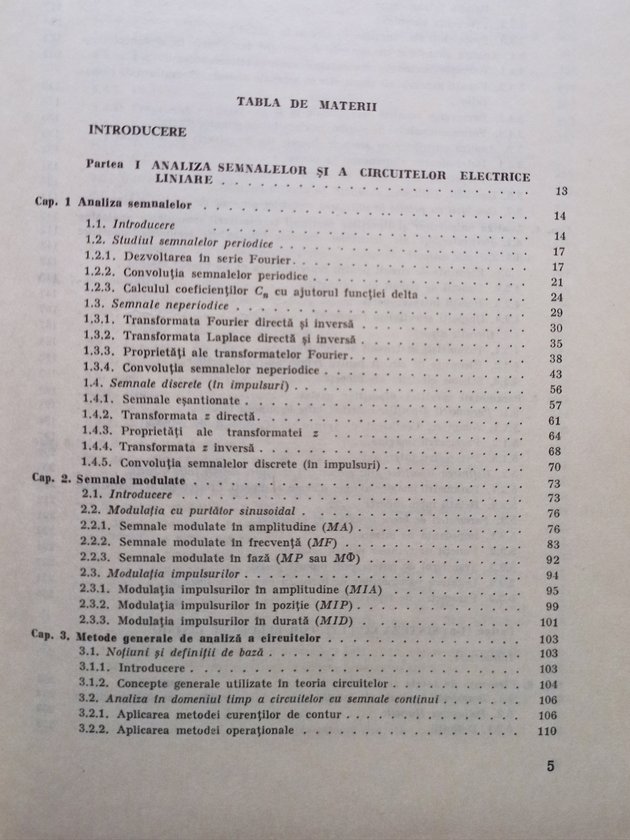 TABLA DE MATERII
INTRODUCERE
Partea I ANALIZA SEMNALELOR ȘI A CIRCUITELOR ELECTRICE
LINIARE . . . . . . . . . . . . . . . . . . . . 13
Cap. 1 Analiza semnalelor . . . . . . . . . . . . . . . . . . . . 14
1.1. Introducere . . . . . . . . . . . . . . . . . . . . 14
1.2. Studiul semnalelor periodice . . . . . . . . . . . . . . . . 17
1.2.1. Dezvoltarea în serie Fourier . . . . . . . . . . . . . . . 17
1.2.2. Convoluția semnalelor periodice . . . . . . . . . . . . . . 21
1.2.3. Calculul coeficienților Cn cu ajutorul funcției delta . . . . . . . 24
1.3. Semnale neperiodice . . . . . . . . . . . . . . . . . . . 29
1.3.1. Transformata Fourier directă și inversă . . . . . . . . . . . 30
1.3.2. Transformata Laplace directă și inversă . . . . . . . . . . . 35
1.3.3. Proprietăți ale transformatelor Fourier . . . . . . . . . . . 38
1.3.4. Convoluția semnalelor neperiodice . . . . . . . . . . . . . 43
1.4. Semnale discrete (în impulsuri) . . . . . . . . . . . . . . . 56
1.4.1. Semnale eșantionate . . . . . . . . . . . . . . . . . . 57
1.4.2. Transformata z directă . . . . . . . . . . . . . . . . . 61
1.4.3. Proprietăți ale transformatei z . . . . . . . . . . . . . . 64
1.4.4. Transformata z inversă . . . . . . . . . . . . . . . . . 68
1.4.5. Convoluția semnalelor discrete (în impulsuri) . . . . . . . . . 70
Cap. 2. Semnale modulate . . . . . . . . . . . . . . . . . . . . 73
2.1. Introducere . . . . . . . . . . . . . . . . . . . . . . 73
2.2. Modulația cu purtător sinusoidal . . . . . . . . . . . . . . 76
2.2.1. Semnale modulate în amplitudine (MA) . . . . . . . . . . . 76
2.2.2. Semnale modulate în frecvență (MF) . . . . . . . . . . . . 83
2.2.3. Semnale modulate în fază (MP sau MΦ) . . . . . . . . . . . 92
2.3. Modulația impulsurilor . . . . . . . . . . . . . . . . . . 94
2.3.1. Modulația impulsurilor în amplitudine (MIA) . . . . . . . . . 95
2.3.2. Modulația impulsurilor în poziție (MIP) . . . . . . . . . . . 99
2.3.3. Modulația impulsurilor în durată (MID) . . . . . . . . . . . 101
Cap. 3. Metode generale de analiză a circuitelor . . . . . . . . . . . . 103
3.1. Noțiuni și definiții de bază . . . . . . . . . . . . . . . . 103
3.1.1. Introducere . . . . . . . . . . . . . . . . . . . . . 103
3.1.2. Concepte generale utilizate în teoria circuitelor . . . . . . . . 104
3.2. Analiza în domeniul timp a circuitelor cu semnale continui . . . . . . 106
3.2.1. Aplicarea metodei curenților de contur . . . . . . . . . . . 106
3.2.2. Aplicarea metodei operaționale . . . . . . . . . . . . . . 110
5